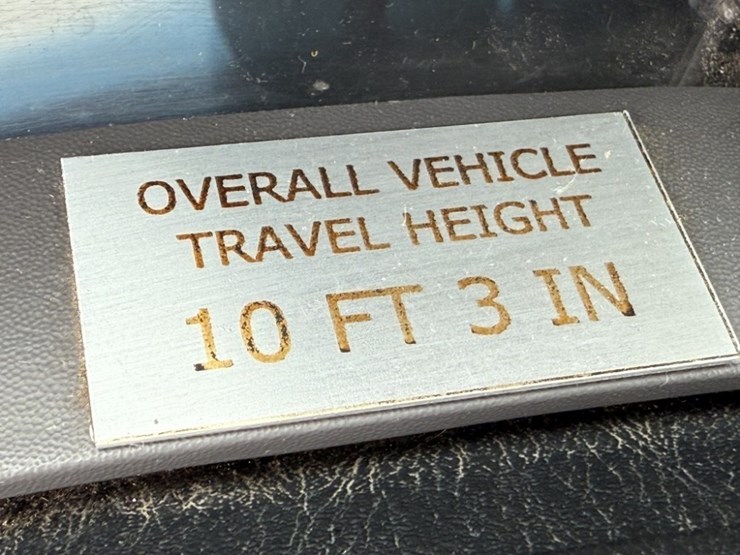 OVERALL VEHICLE
TRAVEL HEIGHT
10 FT 3 IN